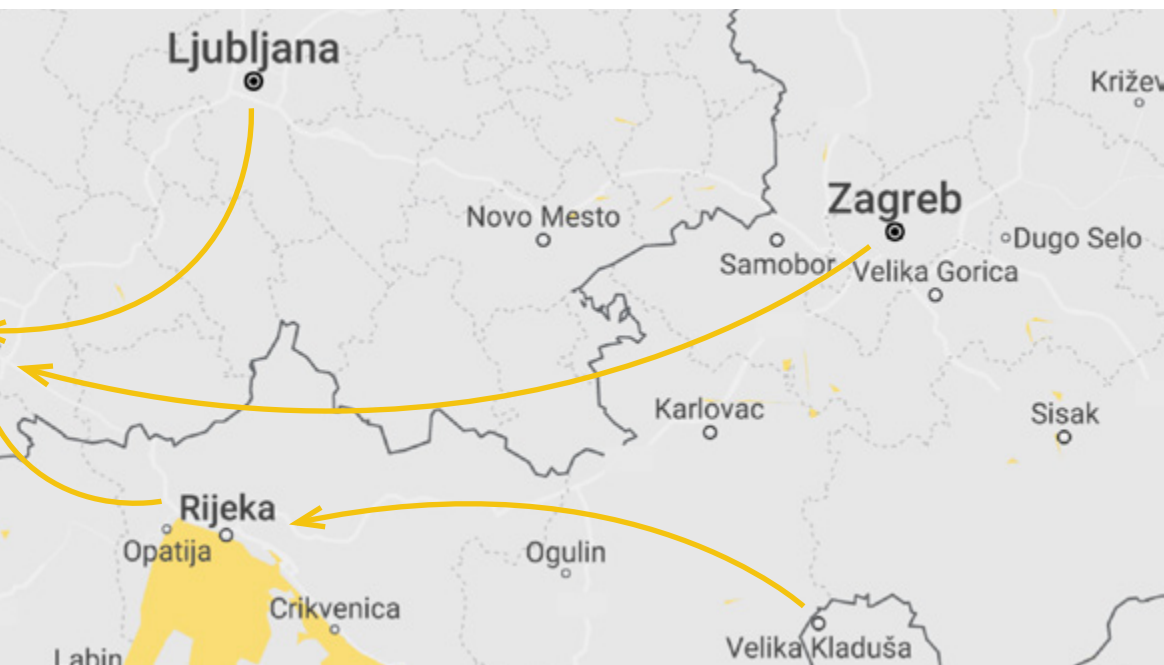 Ljubljana
Križev
Zagreb
Novo Mesto
Dugo Selo
Samobor
Velika Gorica
Karlovac
Sisak
Rijeka
Opatija
Ogulin
Crikvenica
Velika Kladuša
Labin